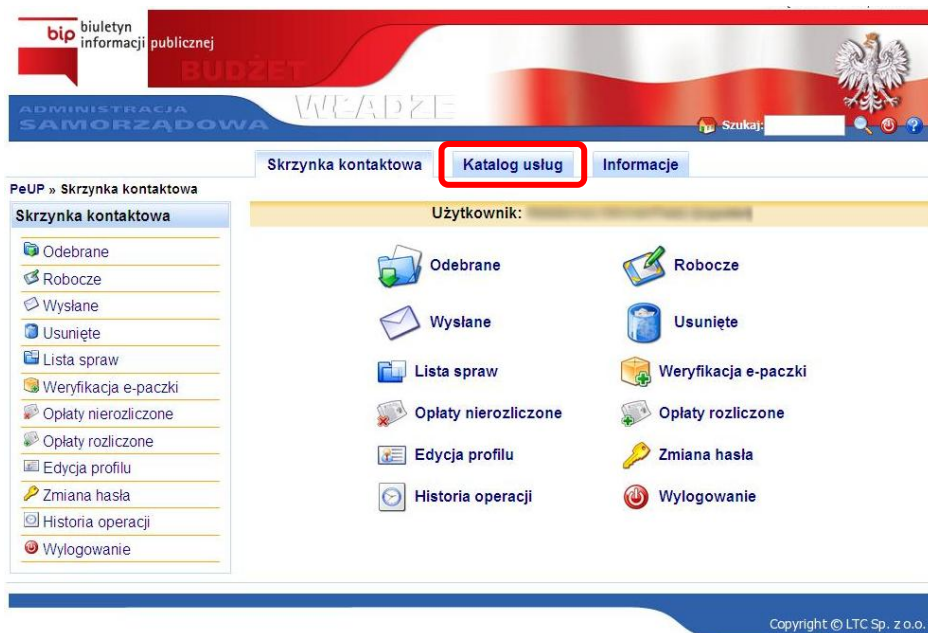 bip biuletyn
informacji publicznej
BUDŻET
WŁADZE
ADMINISTRACJA
SAMORZĄDOWA
Szukaj:
Skrzynka kontaktowa Katalog usług Informacje
PeUP » Skrzynka kontaktowa
Skrzynka kontaktowa
Użytkownik:
Odebrane
Robocze
Wysłane
Usunięte
Lista spraw
Weryfikacja e-paczki
Opłaty nierozliczone
Opłaty rozliczone
Edycja profilu
Zmiana hasła
Historia operacji
Wylogowanie
Odebrane Robocze
Wysłane Usunięte
Lista spraw Weryfikacja e-paczki
Opłaty nierozliczone Opłaty rozliczone
Edycja profilu Zmiana hasła
Historia operacji Wylogowanie
Copyright © LTC Sp. z o.o.